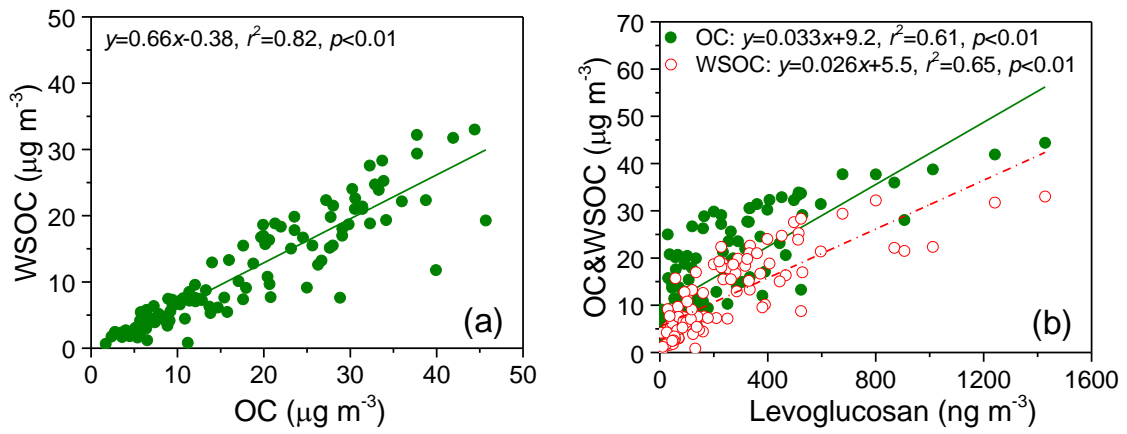 y=0.66x-0.38, r²=0.82, p<0.01
50
40
30
20
10
0
WSOC (μg m⁻³)
(a)
0 10 20 30 40 50
OC (μg m⁻³)
OC: y=0.033x+9.2, r²=0.61, p<0.01
WSOC: y=0.026x+5.5, r²=0.65, p<0.01
70
60
50
40
30
20
10
0
OC&WSOC (μg m⁻³)
(b)
0 400 800 1200 1600
Levoglucosan (ng m⁻³)